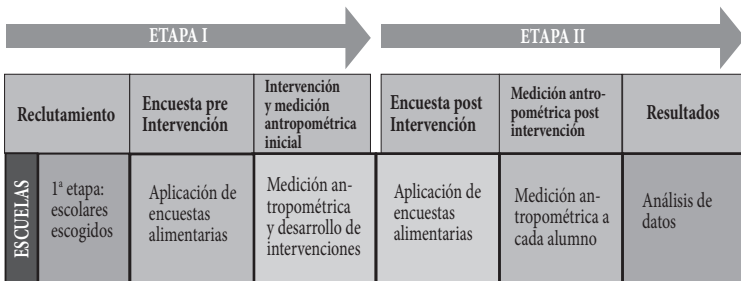 ETAPA I
ETAPA II
Reclutamiento
Encuesta pre
Intervención
Intervención
y medición
antropométrica
inicial
Encuesta post
Intervención
Medición antro-
pométrica post
intervención
Resultados
ESCUELAS
1ª etapa:
escolares
escogidos
Aplicación de
encuestas
alimentarias
Medición an-
tropométrica
y desarrollo de
intervenciones
Aplicación de
encuestas
alimentarias
Medición an-
tropométrica a
cada alumno
Análisis de
datos